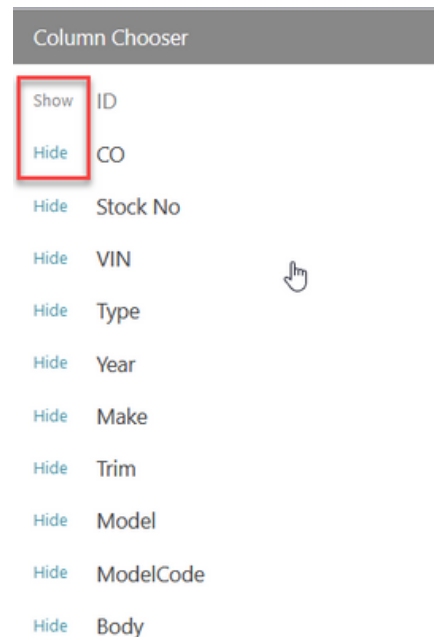 Column Chooser
Show ID
Hide CO
Hide Stock No
Hide VIN
Hide Type
Hide Year
Hide Make
Hide Trim
Hide Model
Hide ModelCode
Hide Body